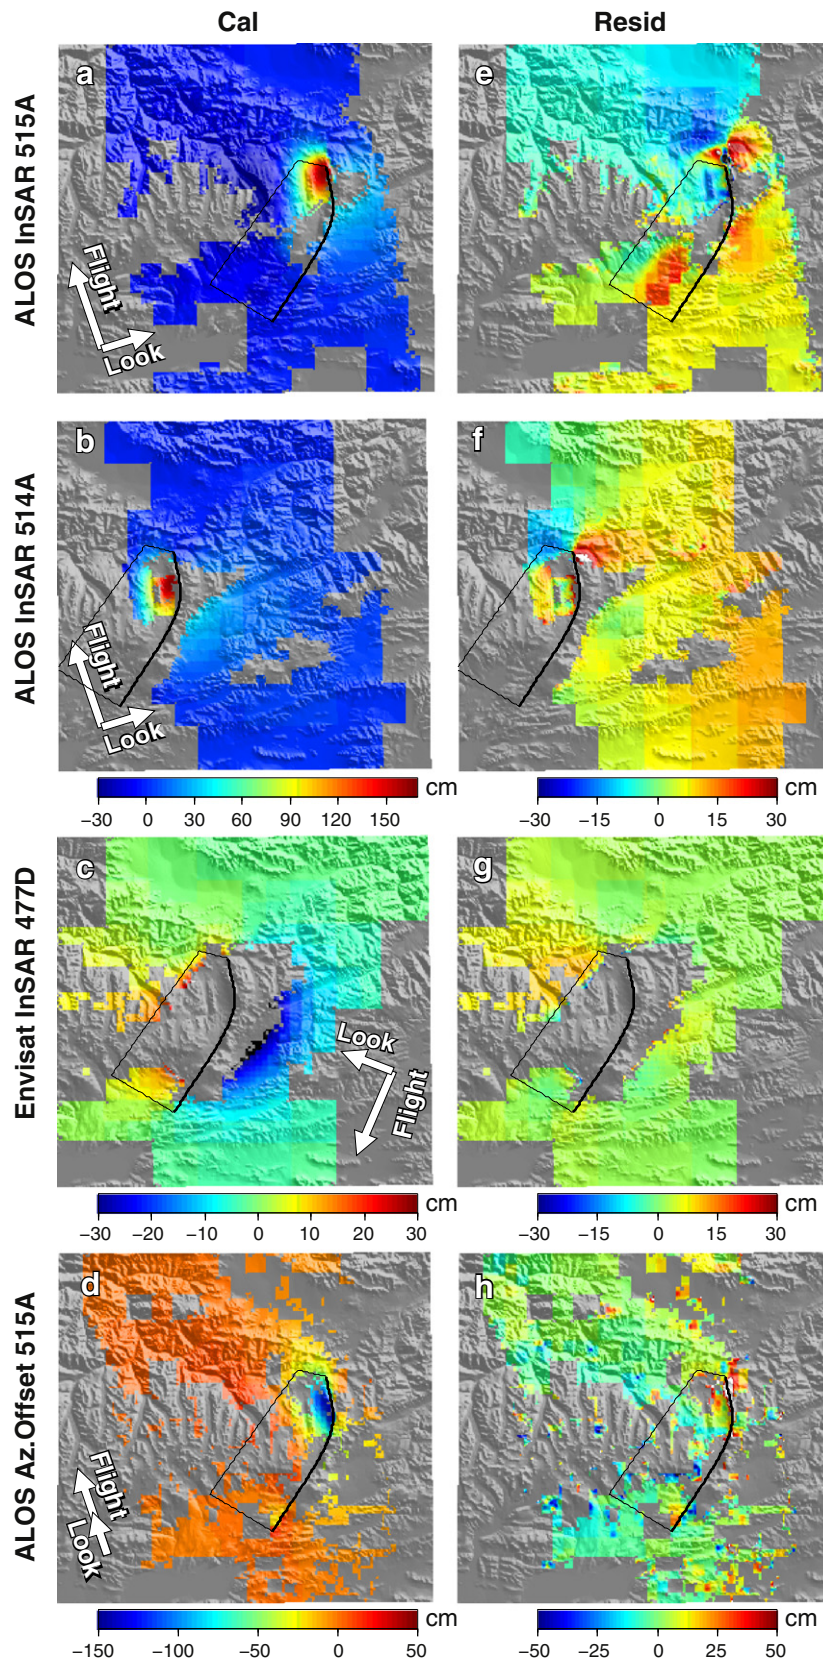 Cal
Resid
ALOS InSAR 515A
a
Flight
Look
e
ALOS InSAR 514A
b
Flight
Look
f
−30 0 30 60 90 120 150 cm
−30 −15 0 15 30 cm
Envisat InSAR 477D
c
Look
Flight
g
−30 −20 −10 0 10 20 30 cm
−30 −15 0 15 30 cm
ALOS Az.Offset 515A
d
Flight
Look
h
−150 −100 −50 0 50 cm
−50 −25 0 25 50 cm